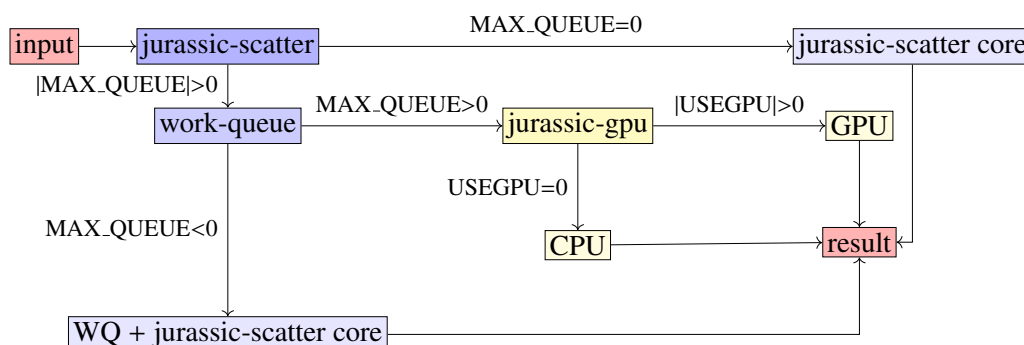 MAX_QUEUE=0
input
jurassic-scatter
jurassic-scatter core
|MAX_QUEUE|>0
MAX_QUEUE>0
|USEGPU|>0
work-queue
jurassic-gpu
GPU
USEGPU=0
MAX_QUEUE<0
CPU
result
WQ + jurassic-scatter core